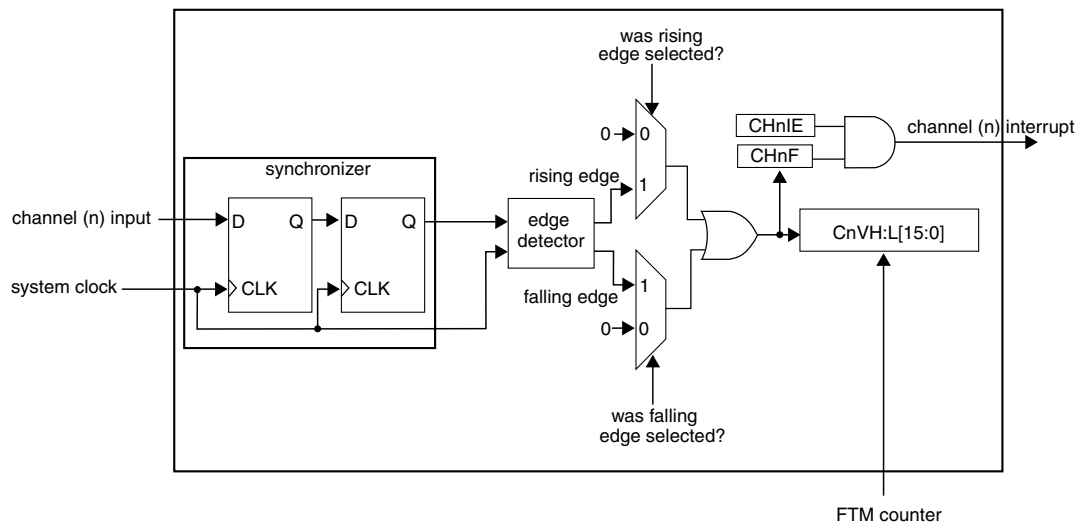 was rising
edge selected?
0
0
CHnIE
channel (n) interrupt
CHnF
synchronizer
rising edge
1
channel (n) input
D
Q
D
Q
edge
detector
CnVH:L[15:0]
system clock
CLK
CLK
falling edge
1
0
0
was falling
edge selected?
FTM counter